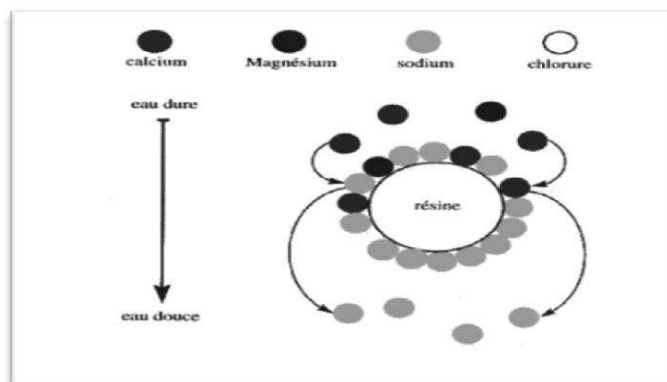 calcium Magnésium sodium chlorure
eau dure
résine
eau douce